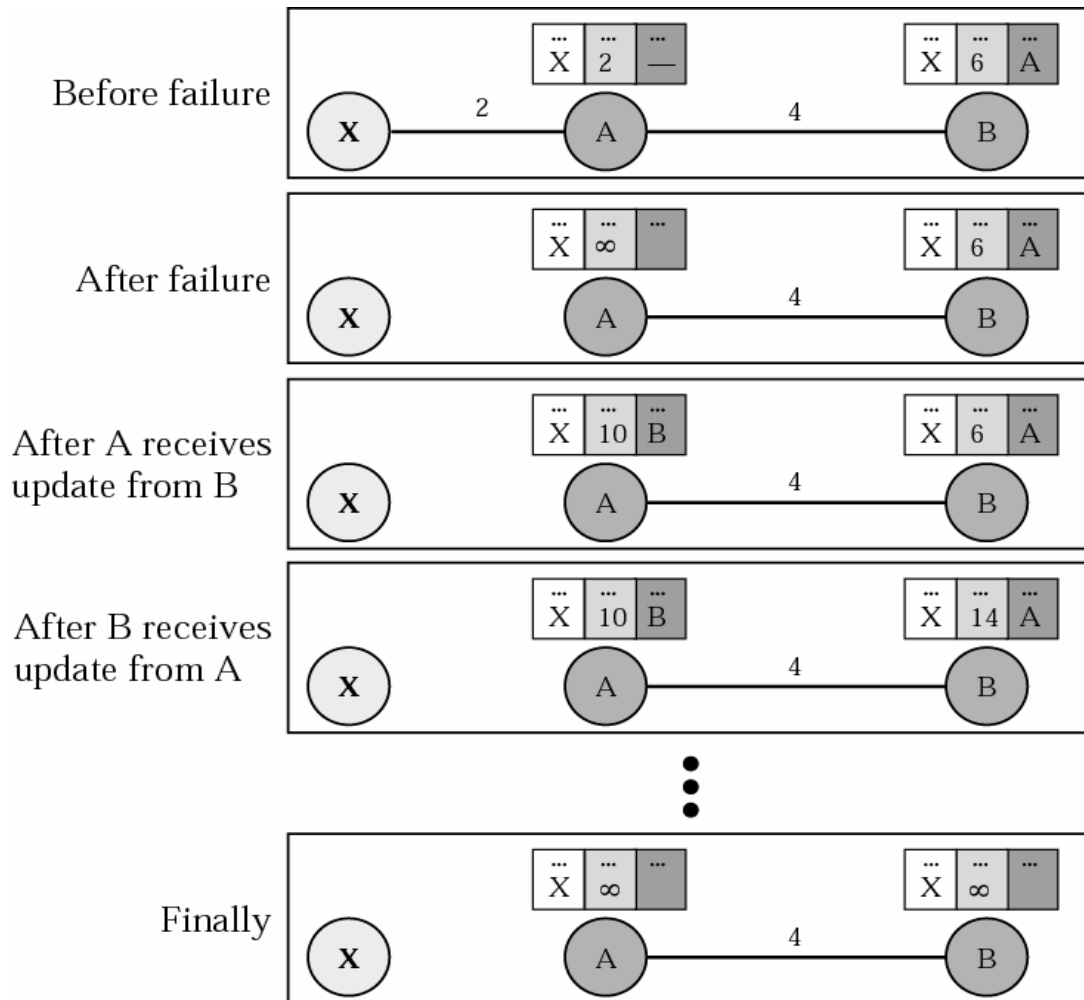 ... ... ...
X 2 —
... ... ...
X 6 A
Before failure
X
2
A
4
B
... ... ...
X ∞
... ... ...
X 6 A
After failure
X
A
4
B
... ... ...
X 10 B
... ... ...
X 6 A
After A receives
update from B
X
A
4
B
... ... ...
X 10 B
... ... ...
X 14 A
After B receives
update from A
X
A
4
B
... ... ...
X ∞
... ... ...
X ∞
Finally
X
A
4
B